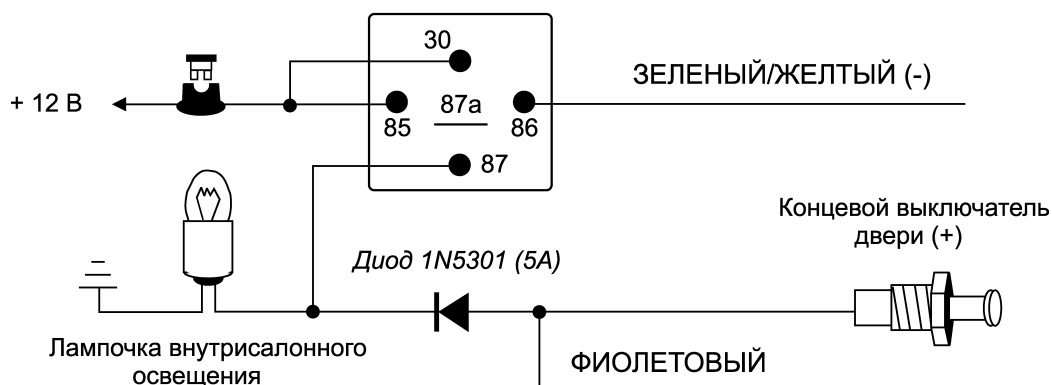 30
ЗЕЛЕНЫЙ/ЖЕЛТЫЙ (-)
+ 12 В
87а
85
86
87
Концевой выключатель
двери (+)
Диод 1N5301 (5А)
Лампочка внутрисалонного
освещения
ФИОЛЕТОВЫЙ